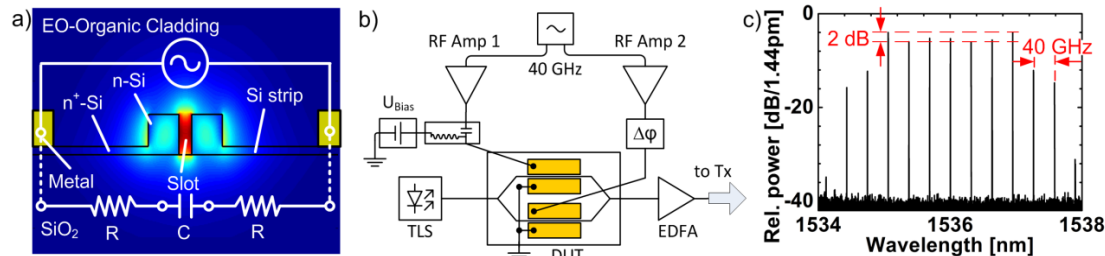 a)
EO-Organic Cladding
n-Si
n⁺-Si
Si strip
Metal
Slot
SiO₂
R
C
R
b)
RF Amp 1
RF Amp 2
40 GHz
U_Bias
Δφ
to Tx
TLS
EDFA
DUT
c)
Rel. power [dB/1.44pm]
0
-20
-40
2 dB
40 GHz
1534
1536
1538
Wavelength [nm]